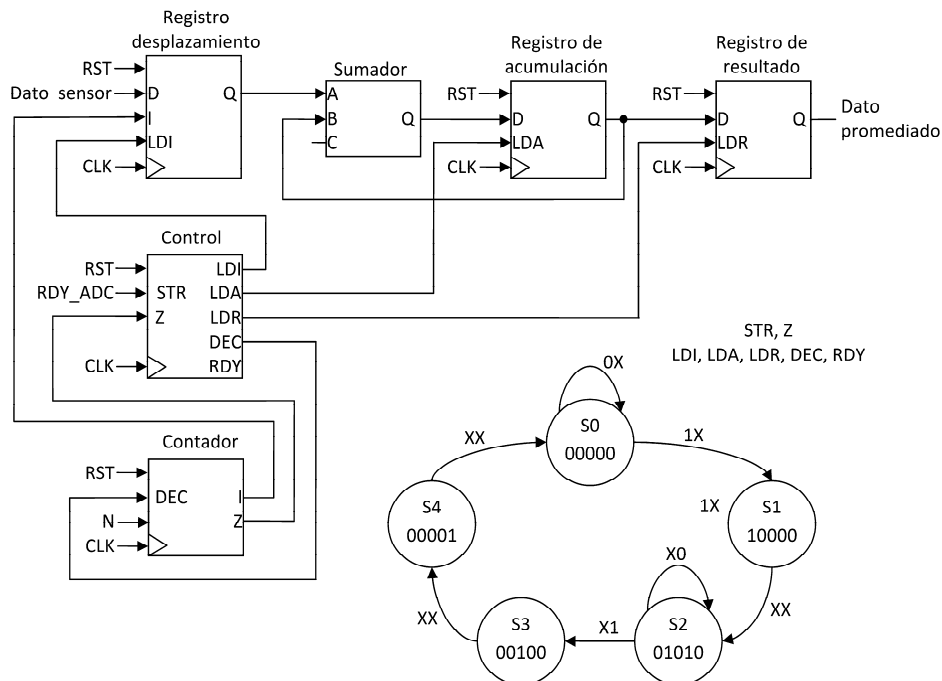 Registro
desplazamiento
RST
Dato sensor
D
Q
I
LDI
CLK
Sumador
A
B
Q
C
Registro de
acumulación
RST
D
Q
LDA
CLK
Registro de
resultado
RST
D
Q
LDR
CLK
Dato
promediado
Control
RST
LDI
RDY_ADC
STR
LDA
Z
LDR
DEC
CLK
RDY
Contador
RST
DEC
I
N
Z
CLK
STR, Z
LDI, LDA, LDR, DEC, RDY
0X
S0
00000
1X
XX
S4
00001
1X
S1
10000
X0
XX
XX
S3
00100
X1
S2
01010